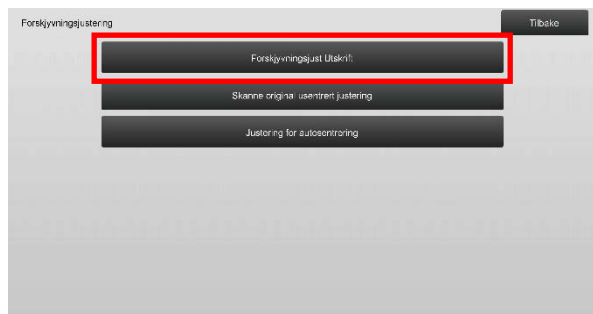 Forskjyvningsjustering
Tilbake
Forskjyvningsjust Utskrift
Skanne original usentrert justering
Justering for autosentrering